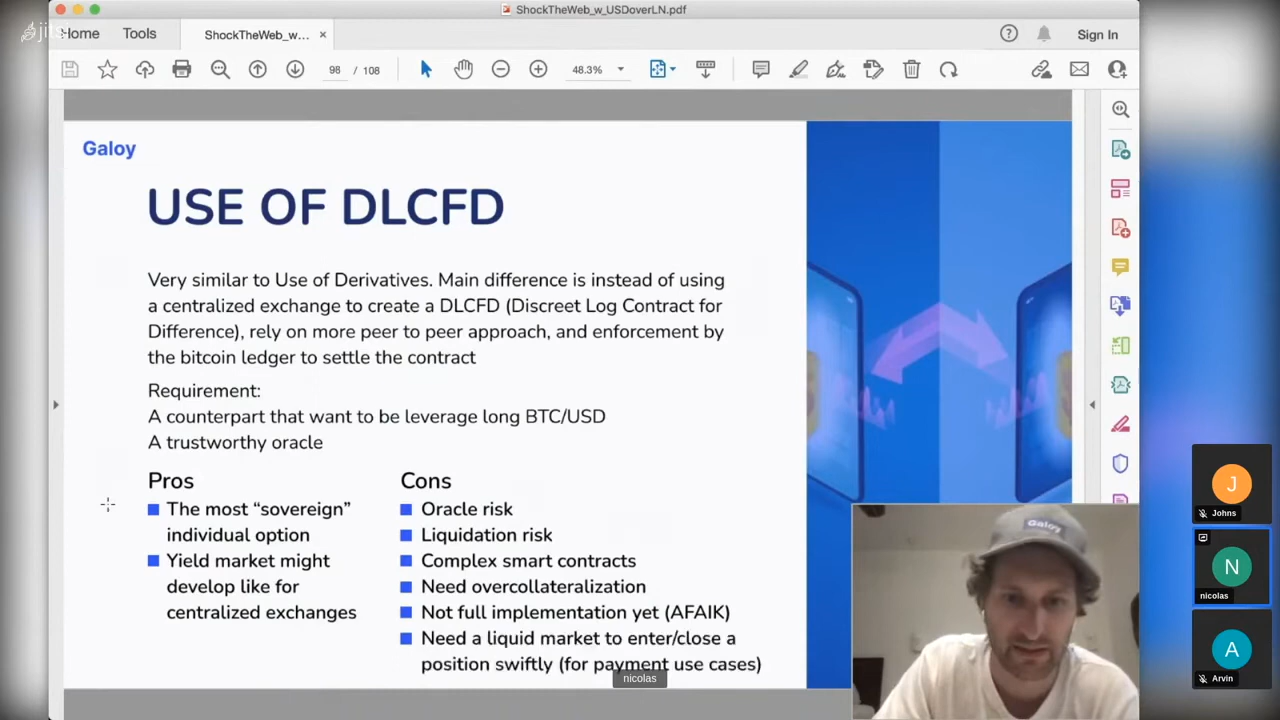 ShockTheWeb_w_USDoverLN.pdf
jitsi
Home
Tools
ShockTheWeb_w...
Sign In
98 / 108
48.3%
Galoy
USE OF DLCFD
Very similar to Use of Derivatives. Main difference is instead of using
a centralized exchange to create a DLCFD (Discreet Log Contract for
Difference), rely on more peer to peer approach, and enforcement by
the bitcoin ledger to settle the contract
Requirement:
A counterpart that want to be leverage long BTC/USD
A trustworthy oracle
Pros
The most “sovereign”
individual option
Yield market might
develop like for
centralized exchanges
Cons
Oracle risk
Liquidation risk
Complex smart contracts
Need overcollateralization
Not full implementation yet (AFAIK)
Need a liquid market to enter/close a
position swiftly (for payment use cases)
nicolas
Galoy
J
Johns
N
nicolas
A
Arvin